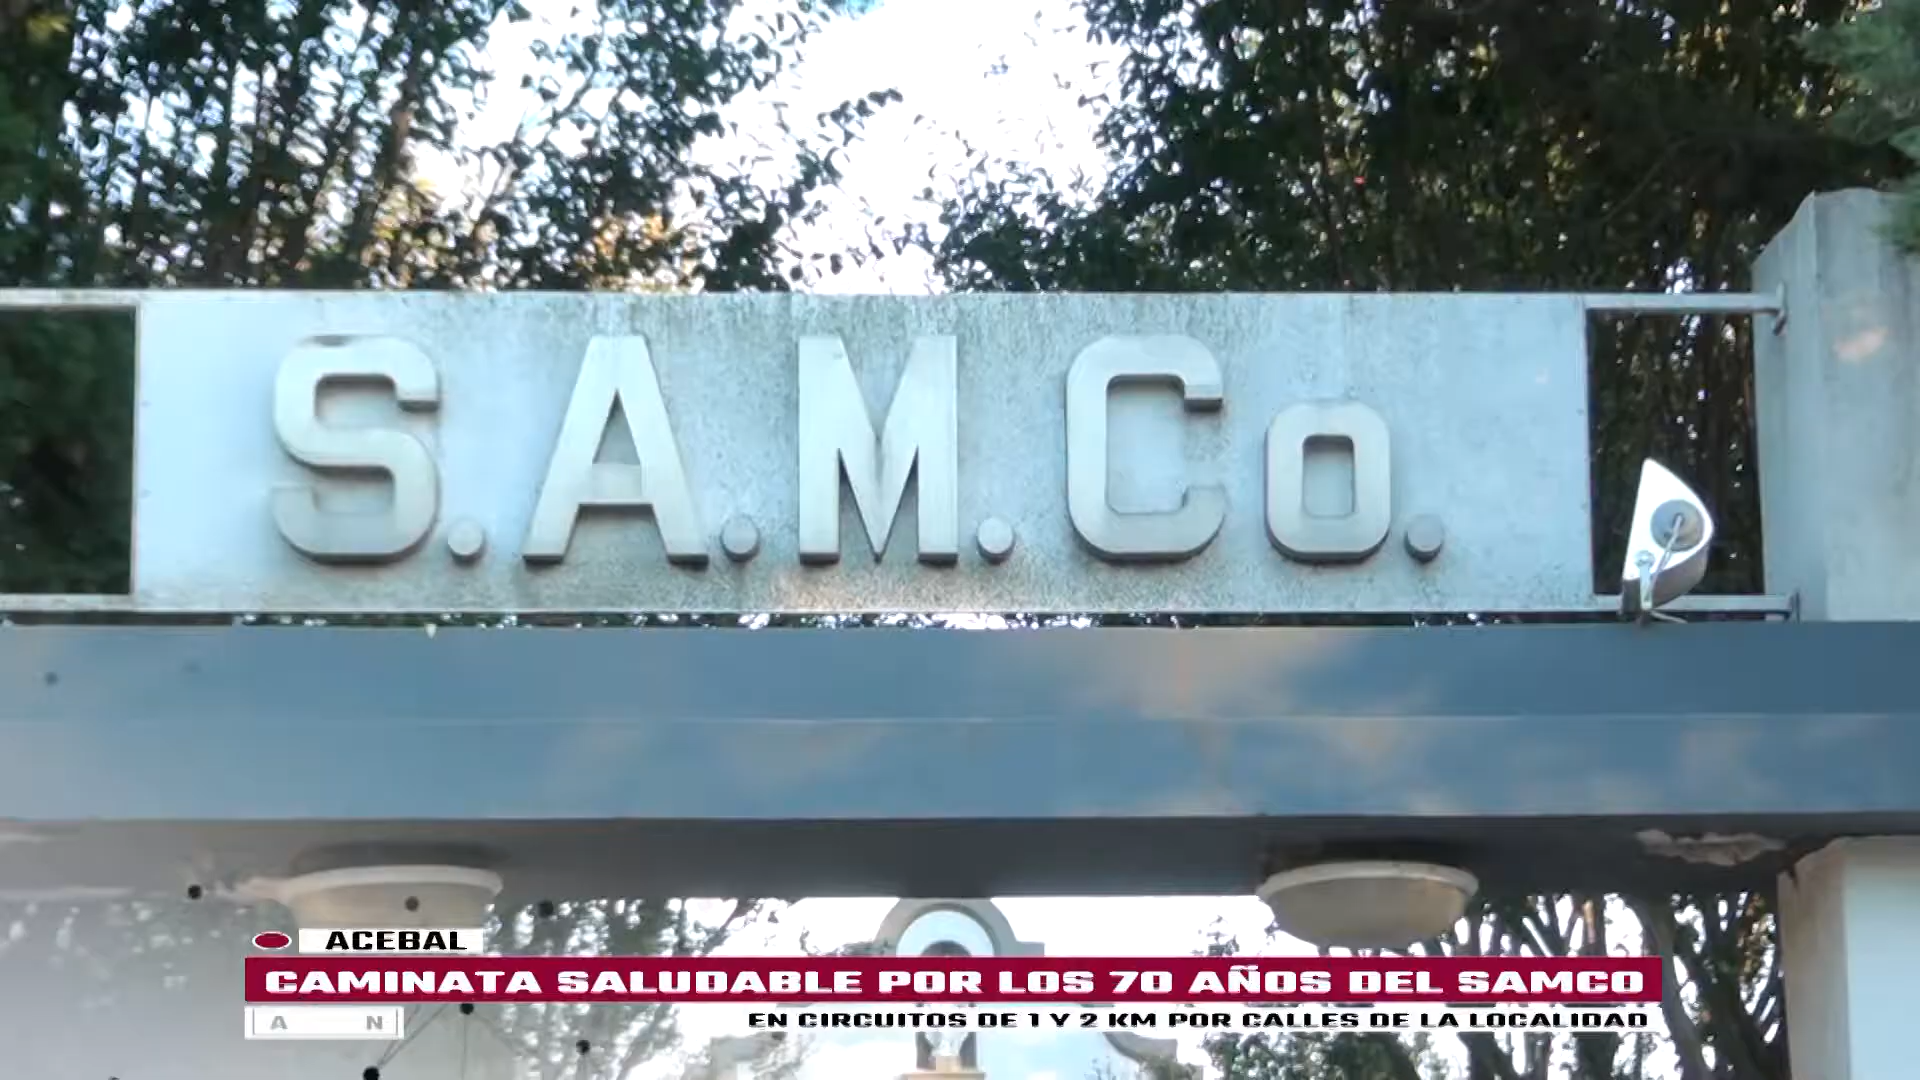 S.A.M.Co.
ACEBAL
CAMINATA SALUDABLE POR LOS 70 AÑOS DEL SAMCO
A N
EN CIRCUITOS DE 1 Y 2 KM POR CALLES DE LA LOCALIDAD